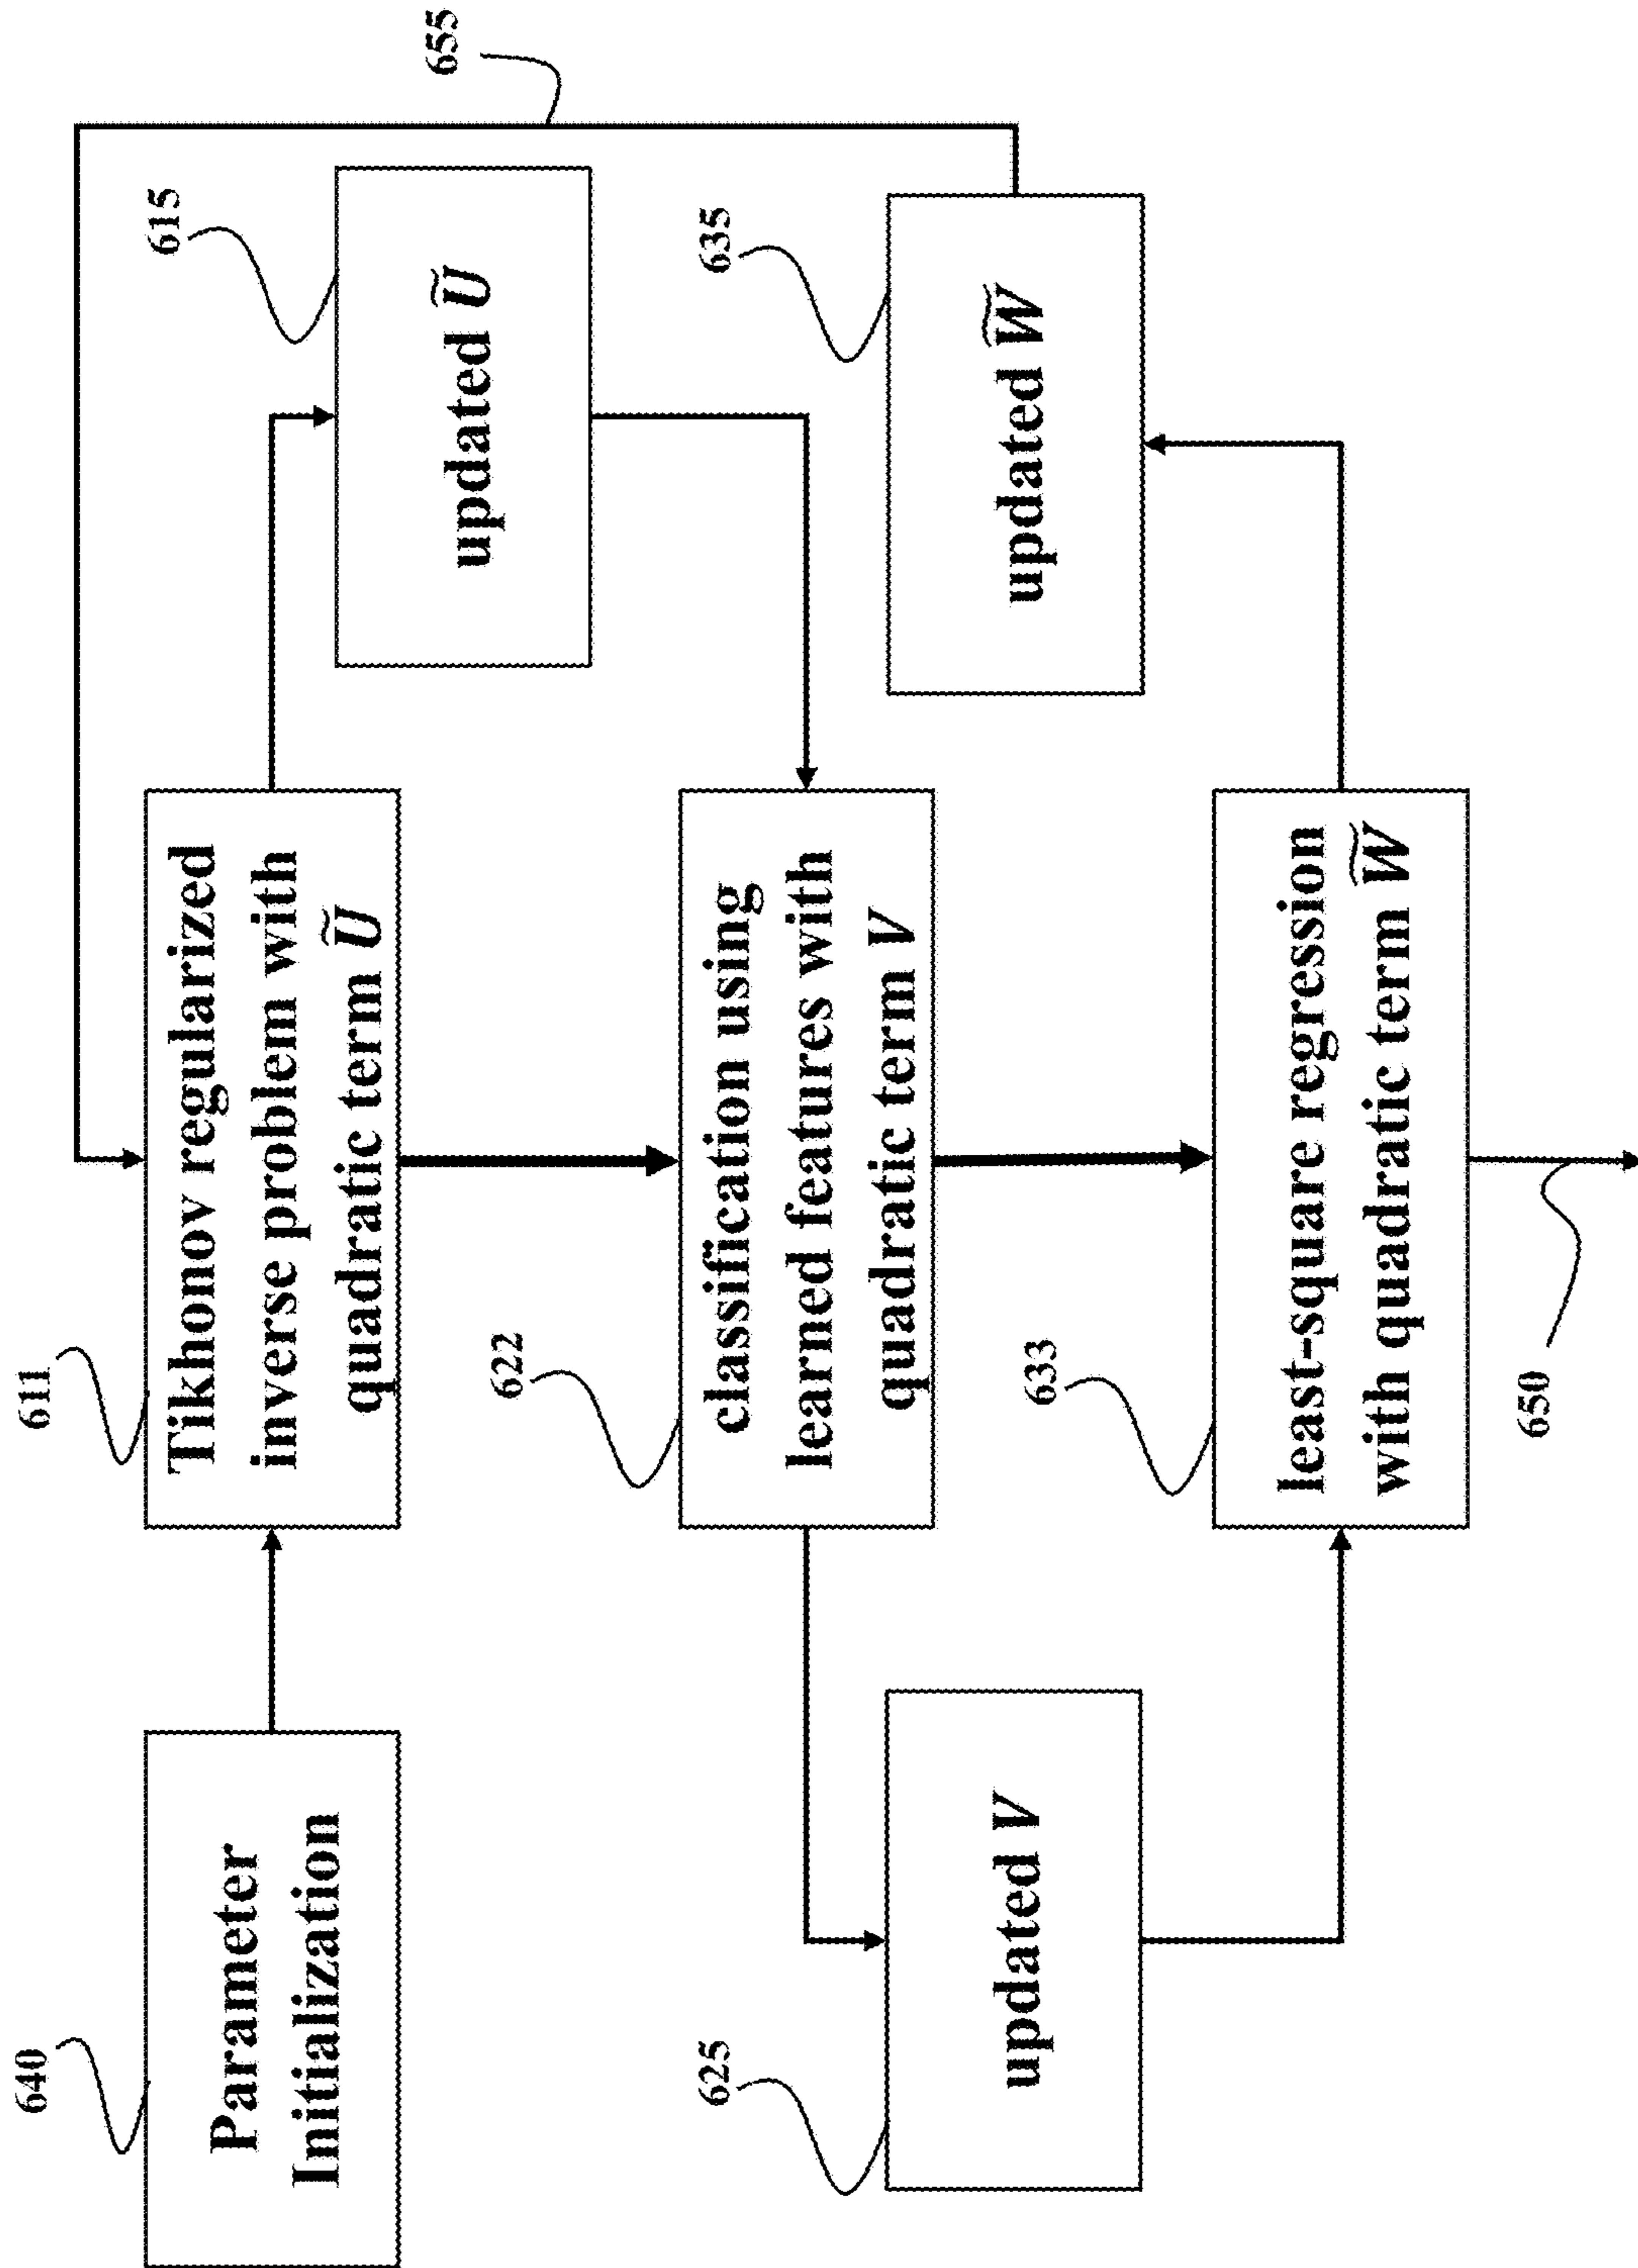 640
Parameter
Initialization
611
Tikhonov regularized
inverse problem with
quadratic term Ũ
615
updated Ũ
655
622
classification using
learned features with
quadratic term V
625
updated V
635
updated W̃
633
least-square regression
with quadratic term W̃
650